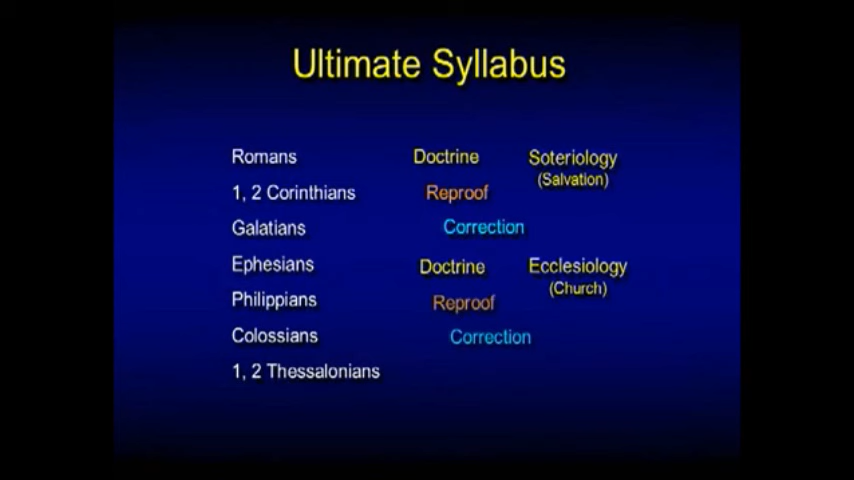 Ultimate Syllabus
Romans Doctrine Soteriology
(Salvation)
1, 2 Corinthians Reproof
Galatians Correction
Ephesians Doctrine Ecclesiology
(Church)
Philippians Reproof
Colossians Correction
1, 2 Thessalonians